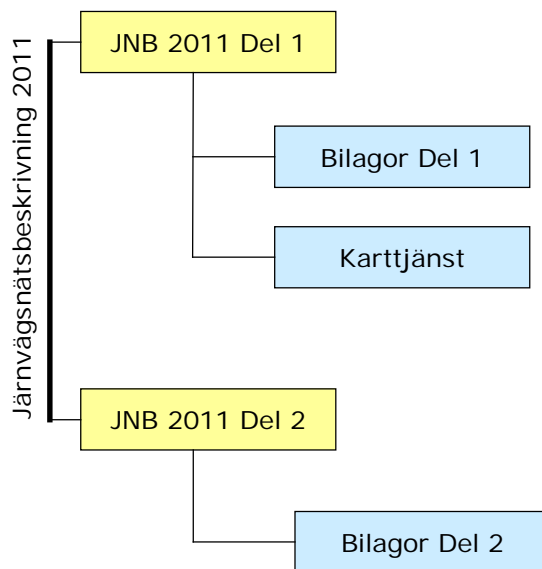 Järnvägsnätsbeskrivning 2011
JNB 2011 Del 1
Bilagor Del 1
Karttjänst
JNB 2011 Del 2
Bilagor Del 2